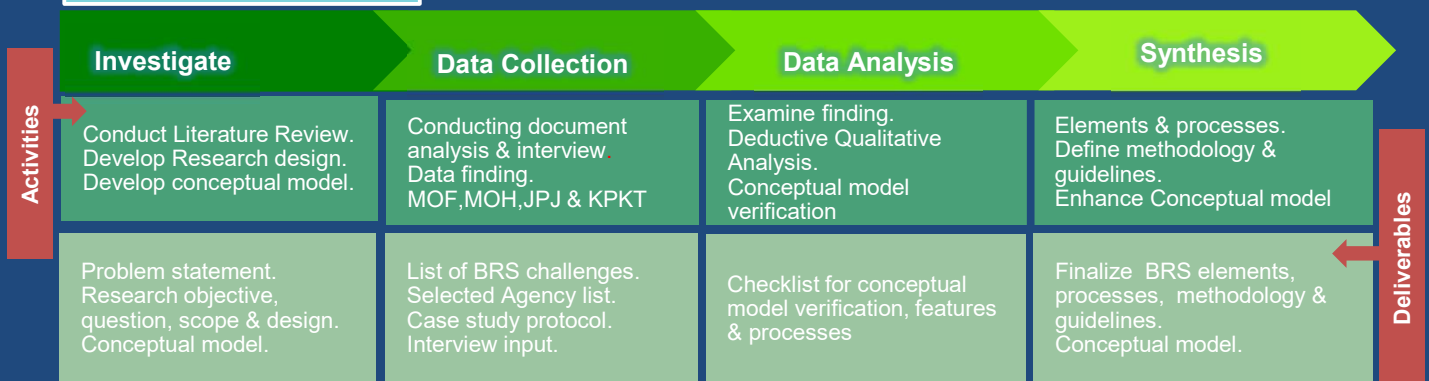 Investigate
Data Collection
Data Analysis
Synthesis
Activities
Conduct Literature Review.
Develop Research design.
Develop conceptual model.
Conducting document
analysis & interview.
Data finding.
MOF,MOH,JPJ & KPKT
Examine finding.
Deductive Qualitative
Analysis.
Conceptual model
verification
Elements & processes.
Define methodology &
guidelines.
Enhance Conceptual model
Deliverables
Problem statement.
Research objective,
question, scope & design.
Conceptual model.
List of BRS challenges.
Selected Agency list.
Case study protocol.
Interview input.
Checklist for conceptual
model verification, features
& processes
Finalize BRS elements,
processes, methodology &
guidelines.
Conceptual model.